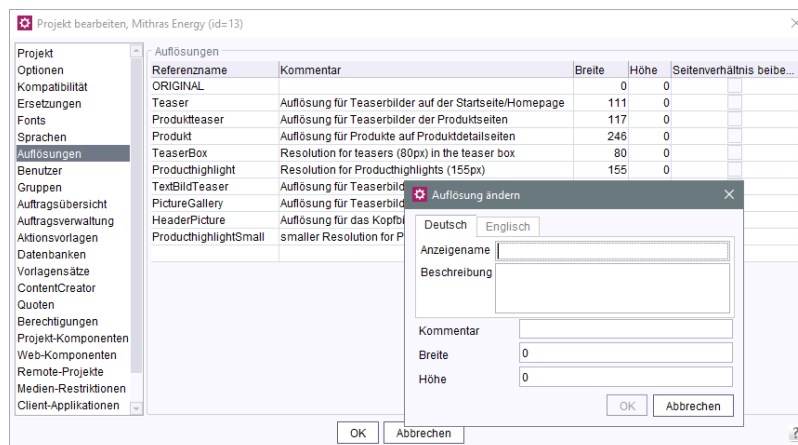 Projekt bearbeiten, Mithras Energy (id=13)
Projekt
Optionen
Kompatibilität
Ersetzungen
Fonts
Sprachen
Auflösungen
Benutzer
Gruppen
Auftragsübersicht
Auftragsverwaltung
Aktionsvorlagen
Datenbanken
Vorlagensätze
ContentCreator
Quoten
Berechtigungen
Projekt-Komponenten
Web-Komponenten
Remote-Projekte
Medien-Restriktionen
Client-Applikationen
Auflösungen
Referenzname Kommentar Breite Höhe Seitenverhältnis beibe...
ORIGINAL 0 0
Teaser Auflösung für Teaserbilder auf der Startseite/Homepage 111 0
Produktteaser Auflösung für Teaserbilder der Produktseiten 117 0
Produkt Auflösung für Produkte auf Produktdetailseiten 246 0
TeaserBox Resolution for teasers (80px) in the teaser box 80 0
Producthighlight Resolution for Producthighlights (155px) 155 0
TextBildTeaser Auflösung für Teaserbild
PictureGallery Auflösung für Teaserbild
HeaderPicture Auflösung für das Kopfbi
ProducthighlightSmall smaller Resolution for P
Auflösung ändern
Deutsch Englisch
Anzeigename
Beschreibung
Kommentar
Breite 0
Höhe 0
OK Abbrechen
OK Abbrechen
?